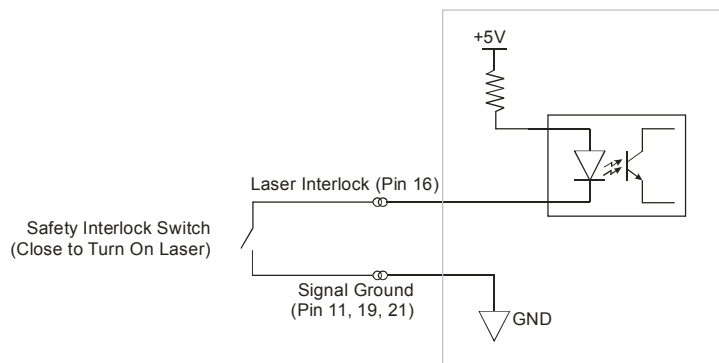 +5V
Laser Interlock (Pin 16)
Safety Interlock Switch
(Close to Turn On Laser)
Signal Ground
(Pin 11, 19, 21)
GND